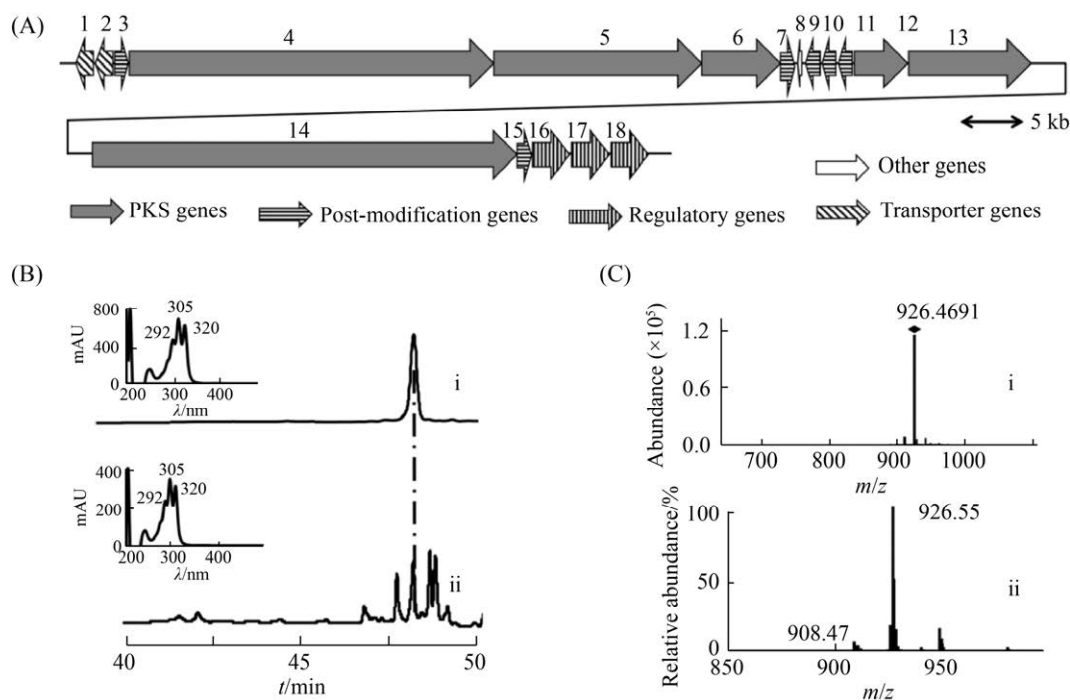 (A)
1 2 3 4 5 6 7 8 9 10 11 12 13
5 kb
14 15 16 17 18
Other genes
PKS genes Post-modification genes Regulatory genes Transporter genes
(B)
800
400
0
mAU
292 305 320
200 300 400
λ/nm
i
400
200
0
mAU
292 305 320
200 300 400
λ/nm
ii
40 45 50
t/min
(C)
926.4691
1.2
0.6
0.0
Abundance (×10⁵)
i
700 800 900 1000
m/z
100
50
0
Relative abundance/%
926.55
908.47
ii
850 900 950
m/z